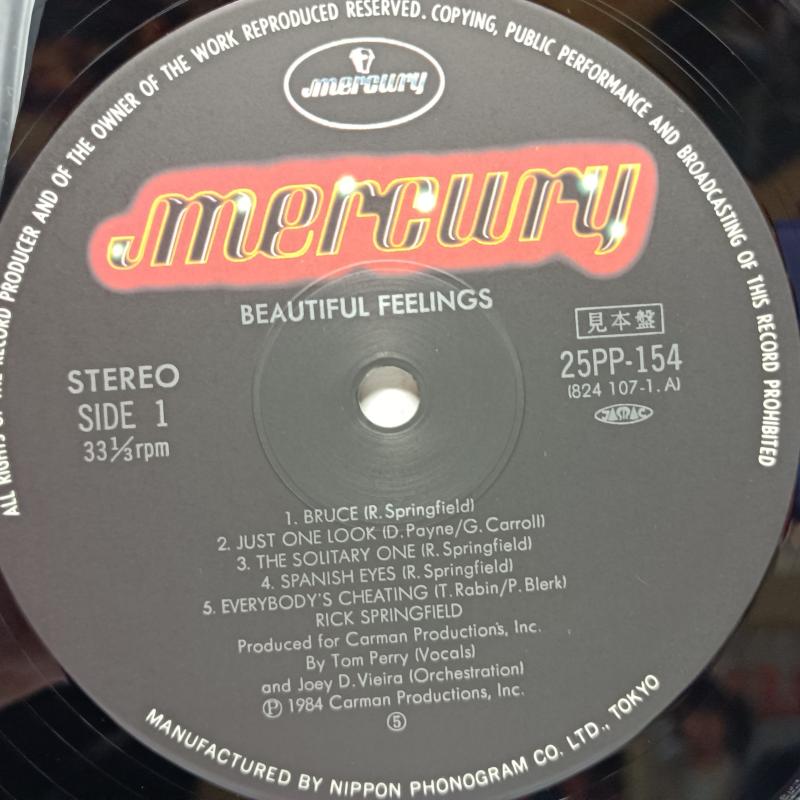 ALL RIGHTS OF THE RECORD PRODUCER AND OF THE OWNER OF THE WORK REPRODUCED RESERVED. COPYING, PUBLIC PERFORMANCE AND BROADCASTING OF THIS RECORD PROHIBITED
mercury
mercury
BEAUTIFUL FEELINGS
STEREO
SIDE 1
33⅓rpm
見本盤
25PP-154
(824 107-1. A)
JASRAC
1. BRUCE (R. Springfield)
2. JUST ONE LOOK (D. Payne/G. Carroll)
3. THE SOLITARY ONE (R. Springfield)
4. SPANISH EYES (R. Springfield)
5. EVERYBODY'S CHEATING (T. Rabin/P. Blerk)
RICK SPRINGFIELD
Produced for Carman Production's, Inc.
By Tom Perry (Vocals)
and Joey D. Vieira (Orchestration)
Ⓟ 1984 Carman Productions, Inc.
⑤
MANUFACTURED BY NIPPON PHONOGRAM CO. LTD., TOKYO